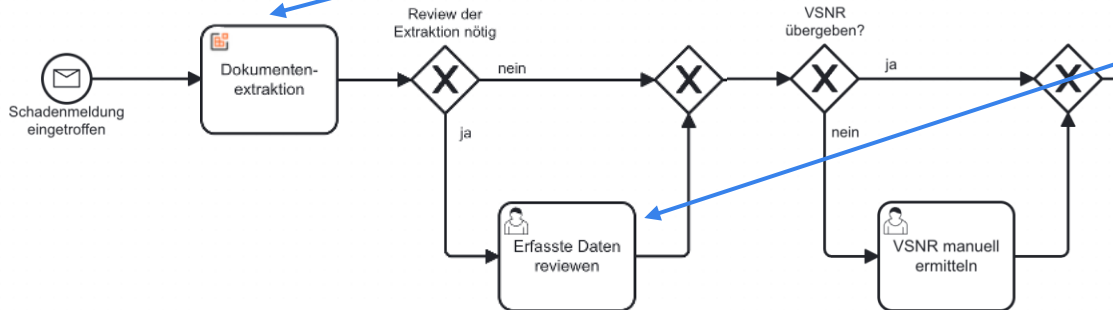 Schadenmeldung
eingetroffen
Dokumenten-
extraktion
Review der
Extraktion nötig
nein
ja
Erfasste Daten
reviewen
VSNR
übergeben?
ja
nein
VSNR manuell
ermitteln